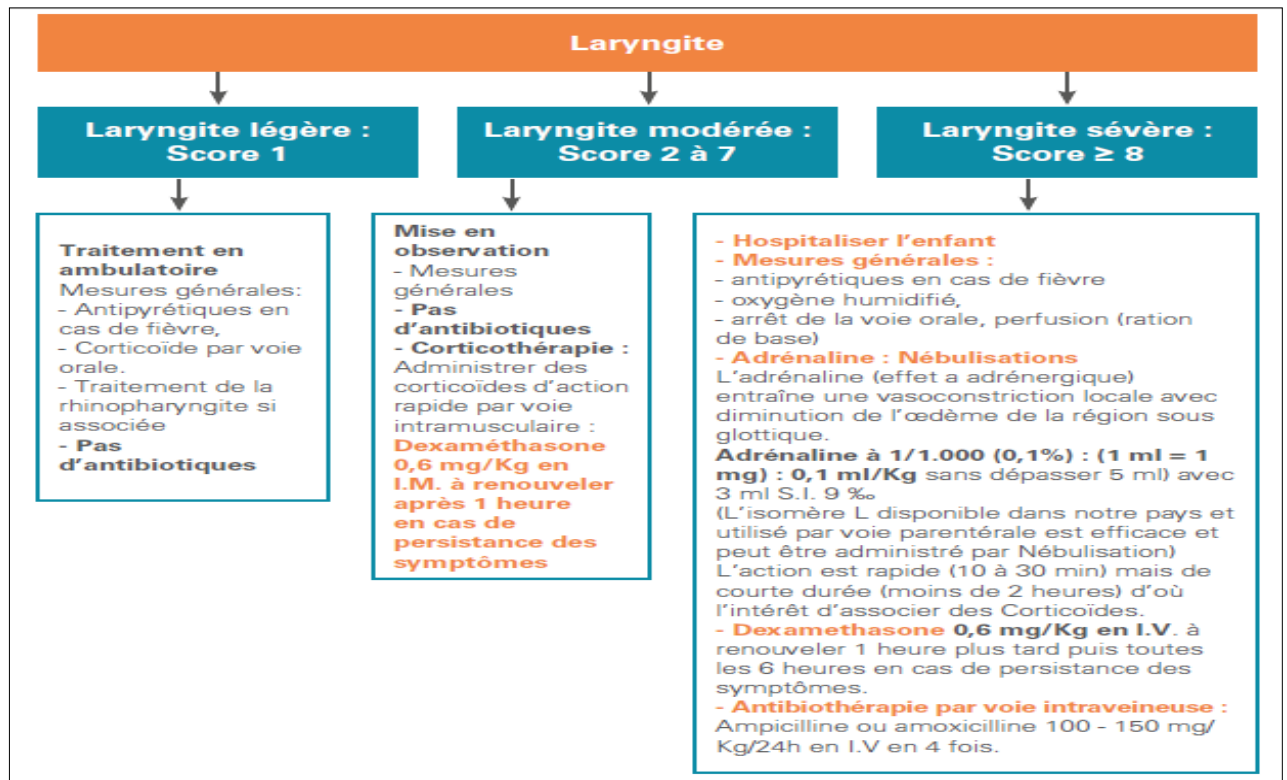 Laryngite
Laryngite légère :
Score 1
Laryngite modérée :
Score 2 à 7
Laryngite sévère :
Score ≥ 8
Traitement en
ambulatoire
Mesures générales:
- Antipyrétiques en
cas de fièvre,
- Corticoïde par voie
orale.
- Traitement de la
rhinopharyngite si
associée
- Pas
d’antibiotiques
Mise en
observation
- Mesures
générales
- Pas
d’antibiotiques
- Corticothérapie :
Administrer des
corticoïdes d’action
rapide par voie
intramusculaire :
Dexaméthasone
0,6 mg/Kg en
I.M. à renouveler
après 1 heure
en cas de
persistance des
symptômes
- Hospitaliser l’enfant
- Mesures générales :
- antipyrétiques en cas de fièvre
- oxygène humidifié,
- arrêt de la voie orale, perfusion (ration
de base)
- Adrénaline : Nébulisations
L’adrénaline (effet a adrénergique)
entraîne une vasoconstriction locale avec
diminution de l’œdème de la région sous
glottique.
Adrénaline à 1/1.000 (0,1%) : (1 ml = 1
mg) : 0,1 ml/Kg sans dépasser 5 ml) avec
3 ml S.I. 9 ‰
(L’isomère L disponible dans notre pays et
utilisé par voie parentérale est efficace et
peut être administré par Nébulisation)
L’action est rapide (10 à 30 min) mais de
courte durée (moins de 2 heures) d’où
l’intérêt d’associer des Corticoïdes.
- Dexamethasone 0,6 mg/Kg en I.V. à
renouveler 1 heure plus tard puis toutes
les 6 heures en cas de persistance des
symptômes.
- Antibiothérapie par voie intraveineuse :
Ampicilline ou amoxicilline 100 - 150 mg/
Kg/24h en I.V en 4 fois.